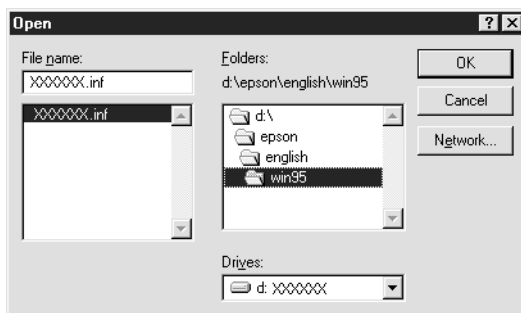 Open
File name:
XXXXXX.inf
XXXXXX.inf
Folders:
d:\epson\english\win95
d:\
epson
english
win95
Drives:
d: XXXXXX
OK
Cancel
Network...